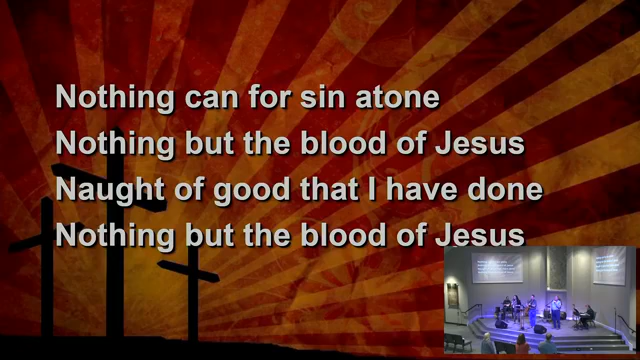 Nothing can for sin atone
Nothing but the blood of Jesus
Naught of good that I have done
Nothing but the blood of Jesus